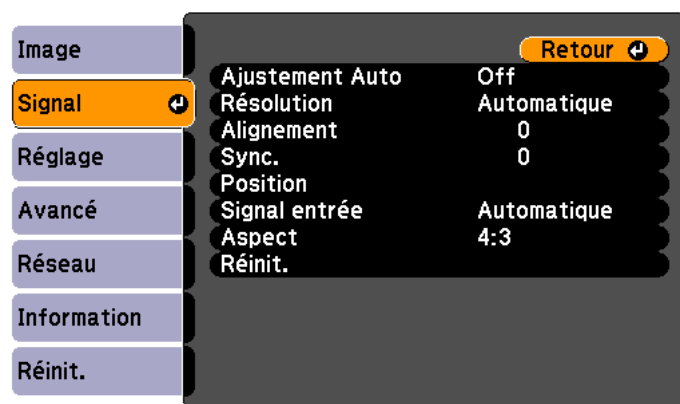 Image
Signal
Réglage
Avancé
Réseau
Information
Réinit.
Retour
Ajustement Auto Off
Résolution Automatique
Alignement 0
Sync. 0
Position
Signal entrée Automatique
Aspect 4:3
Réinit.